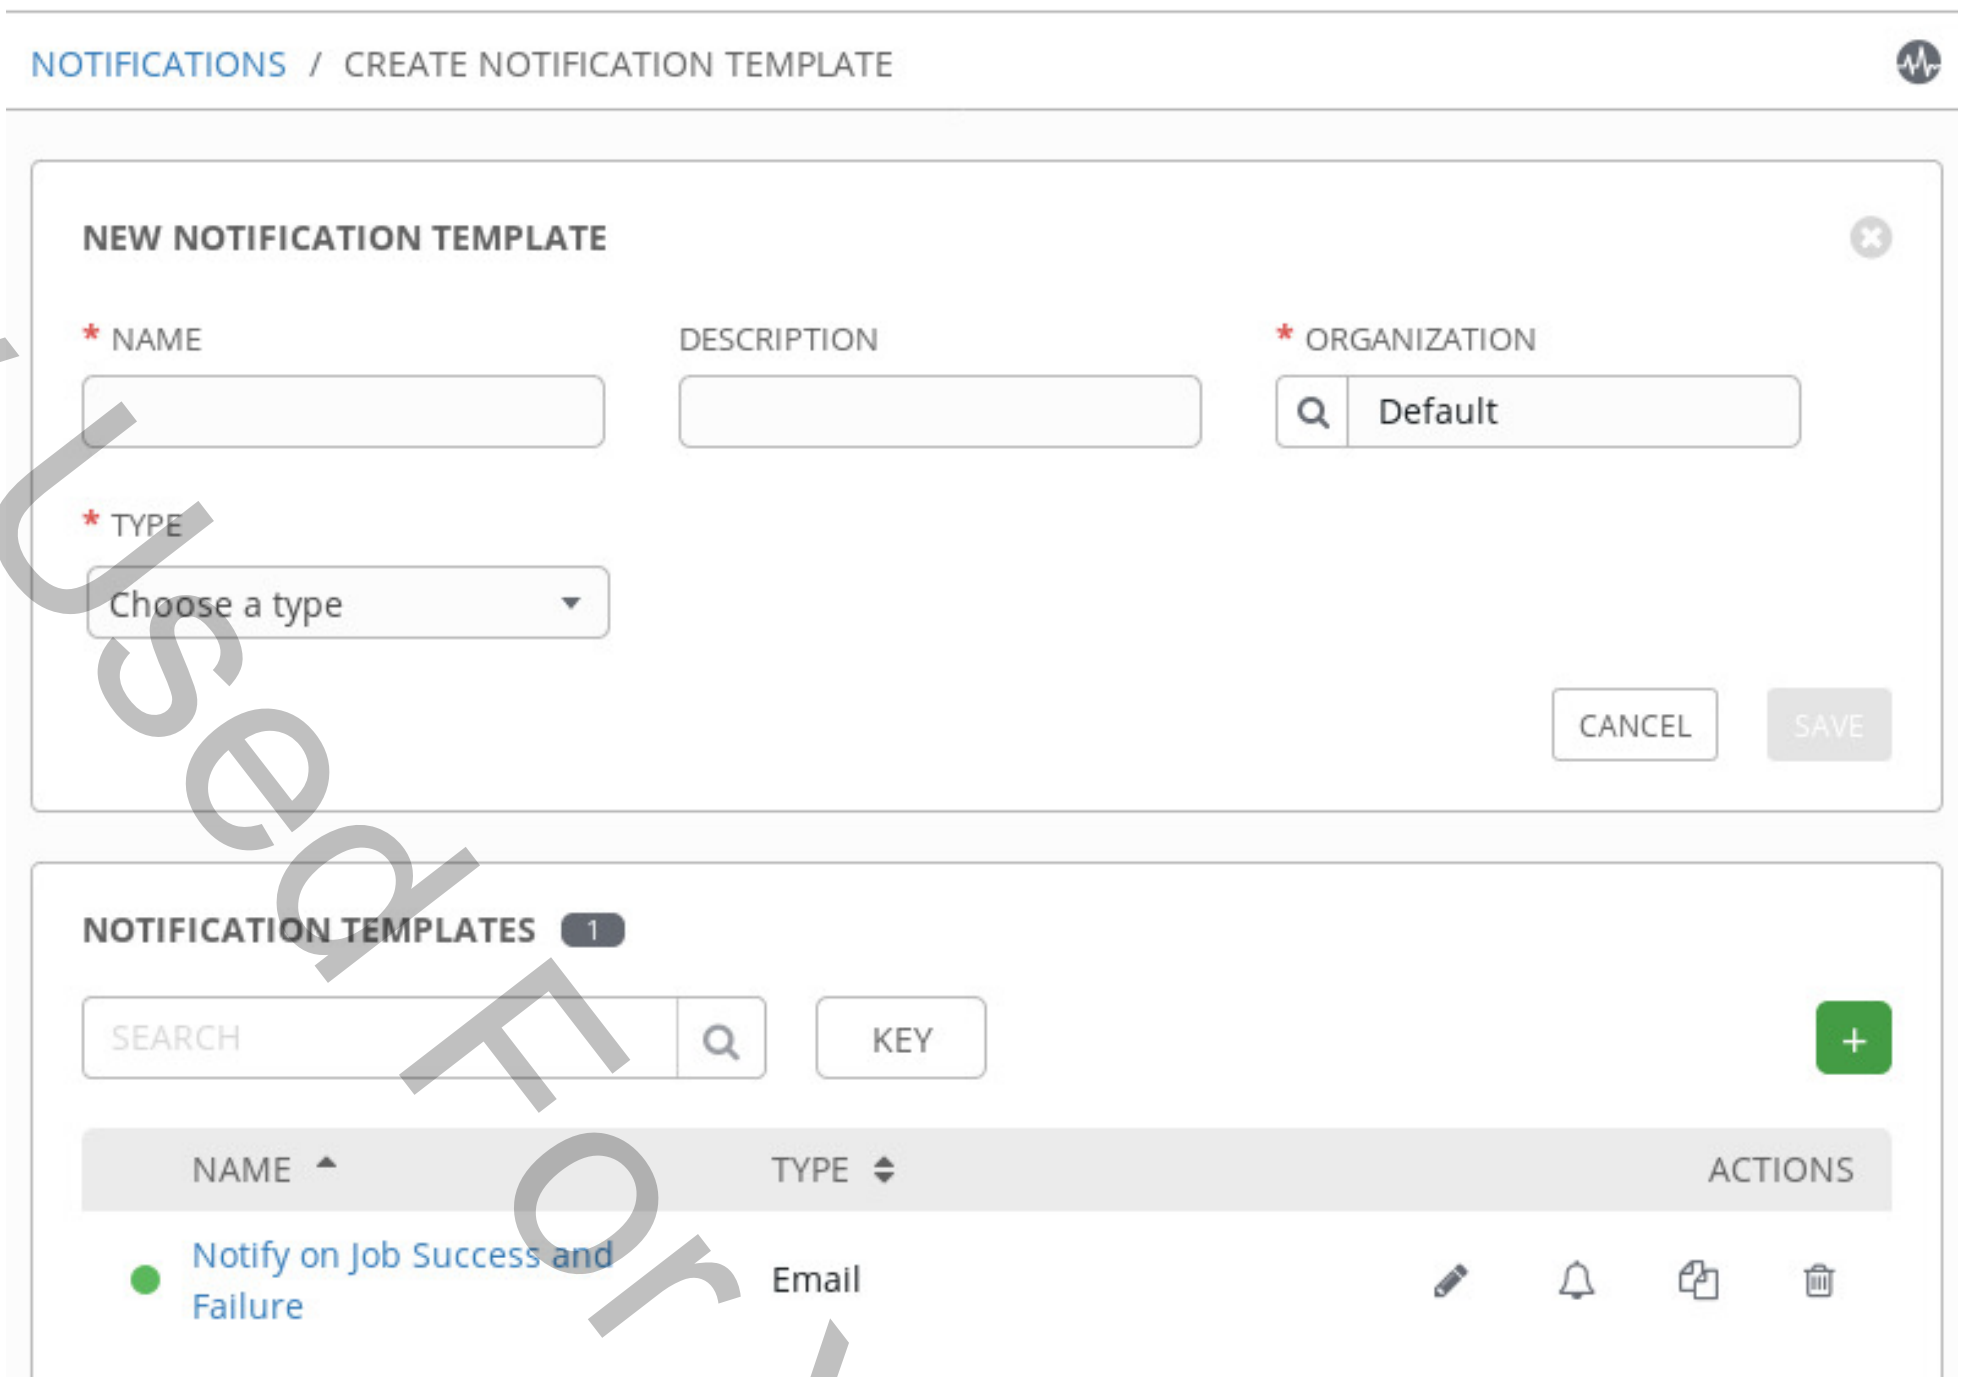 NOTIFICATIONS / CREATE NOTIFICATION TEMPLATE
NEW NOTIFICATION TEMPLATE
* NAME DESCRIPTION * ORGANIZATION
Default
* TYPE
Choose a type
CANCEL SAVE
NOTIFICATION TEMPLATES 1
SEARCH KEY +
NAME TYPE ACTIONS
Notify on Job Success and
Failure
Email
Used For